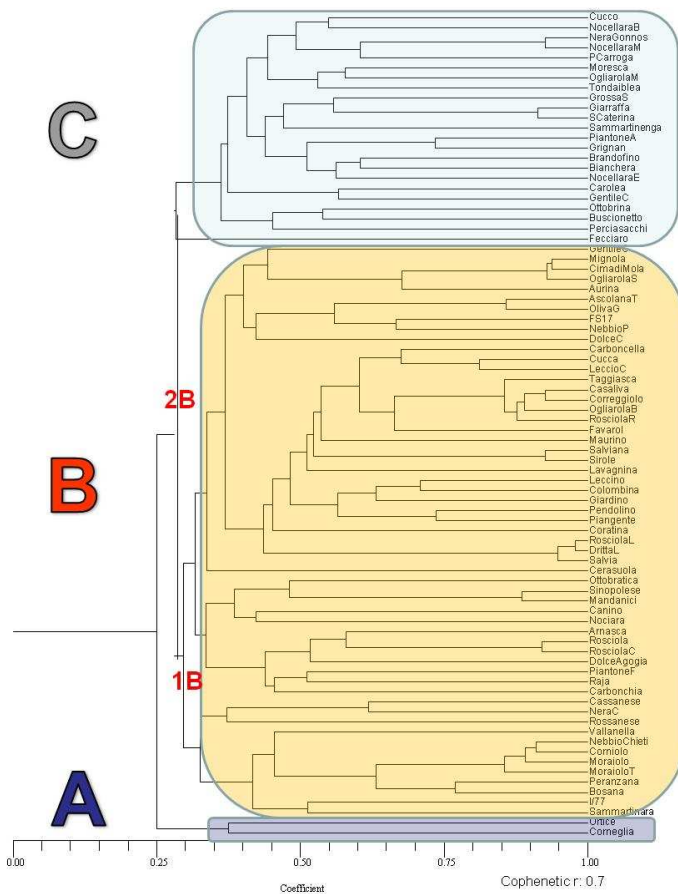 Cucco
NocellaraB
NeraGonnos
NocellaraM
PCarroga
Moresca
OgliarolaM
Tondaiblea
GrossaS
Giarraffa
SCaterina
Sammartinenga
PiantoneA
Grignan
Brandofino
Bianchera
NocellaraE
Carolea
GentileC
Ottobrina
Buscionetto
Perciasacchi
Fecciaro
C
Mignola
CimadiMola
OgliarolaS
Aurina
AscolanaT
OlivaG
FS17
NebbioP
DolceC
Carboncella
Cucca
LeccioC
Taggiasca
Casaliva
Correggiolo
OgliarolaB
RosciolaR
Favarol
Maurino
Salviana
Sirole
Lavagnina
Leccino
Colombina
Giardino
Pendolino
Piangente
Coratina
RosciolaL
DrittaL
Salvia
Cerasuola
Ottobratica
Sinopolese
Mandanici
Canino
Nociara
Arnasca
Rosciola
RosciolaC
DolceAgogia
PiantoneF
Raja
Carbonchia
Cassanese
NeraC
Rossanese
Vallanella
NebbioChieti
Corniolo
Moraiolo
MoraioloT
Peranzana
Bosana
I/77
Sammartinara
2B
B
1B
Ortice
Corneglia
A
0.00 0.25 0.50 0.75 1.00
Coefficient
Cophenetic r: 0.7